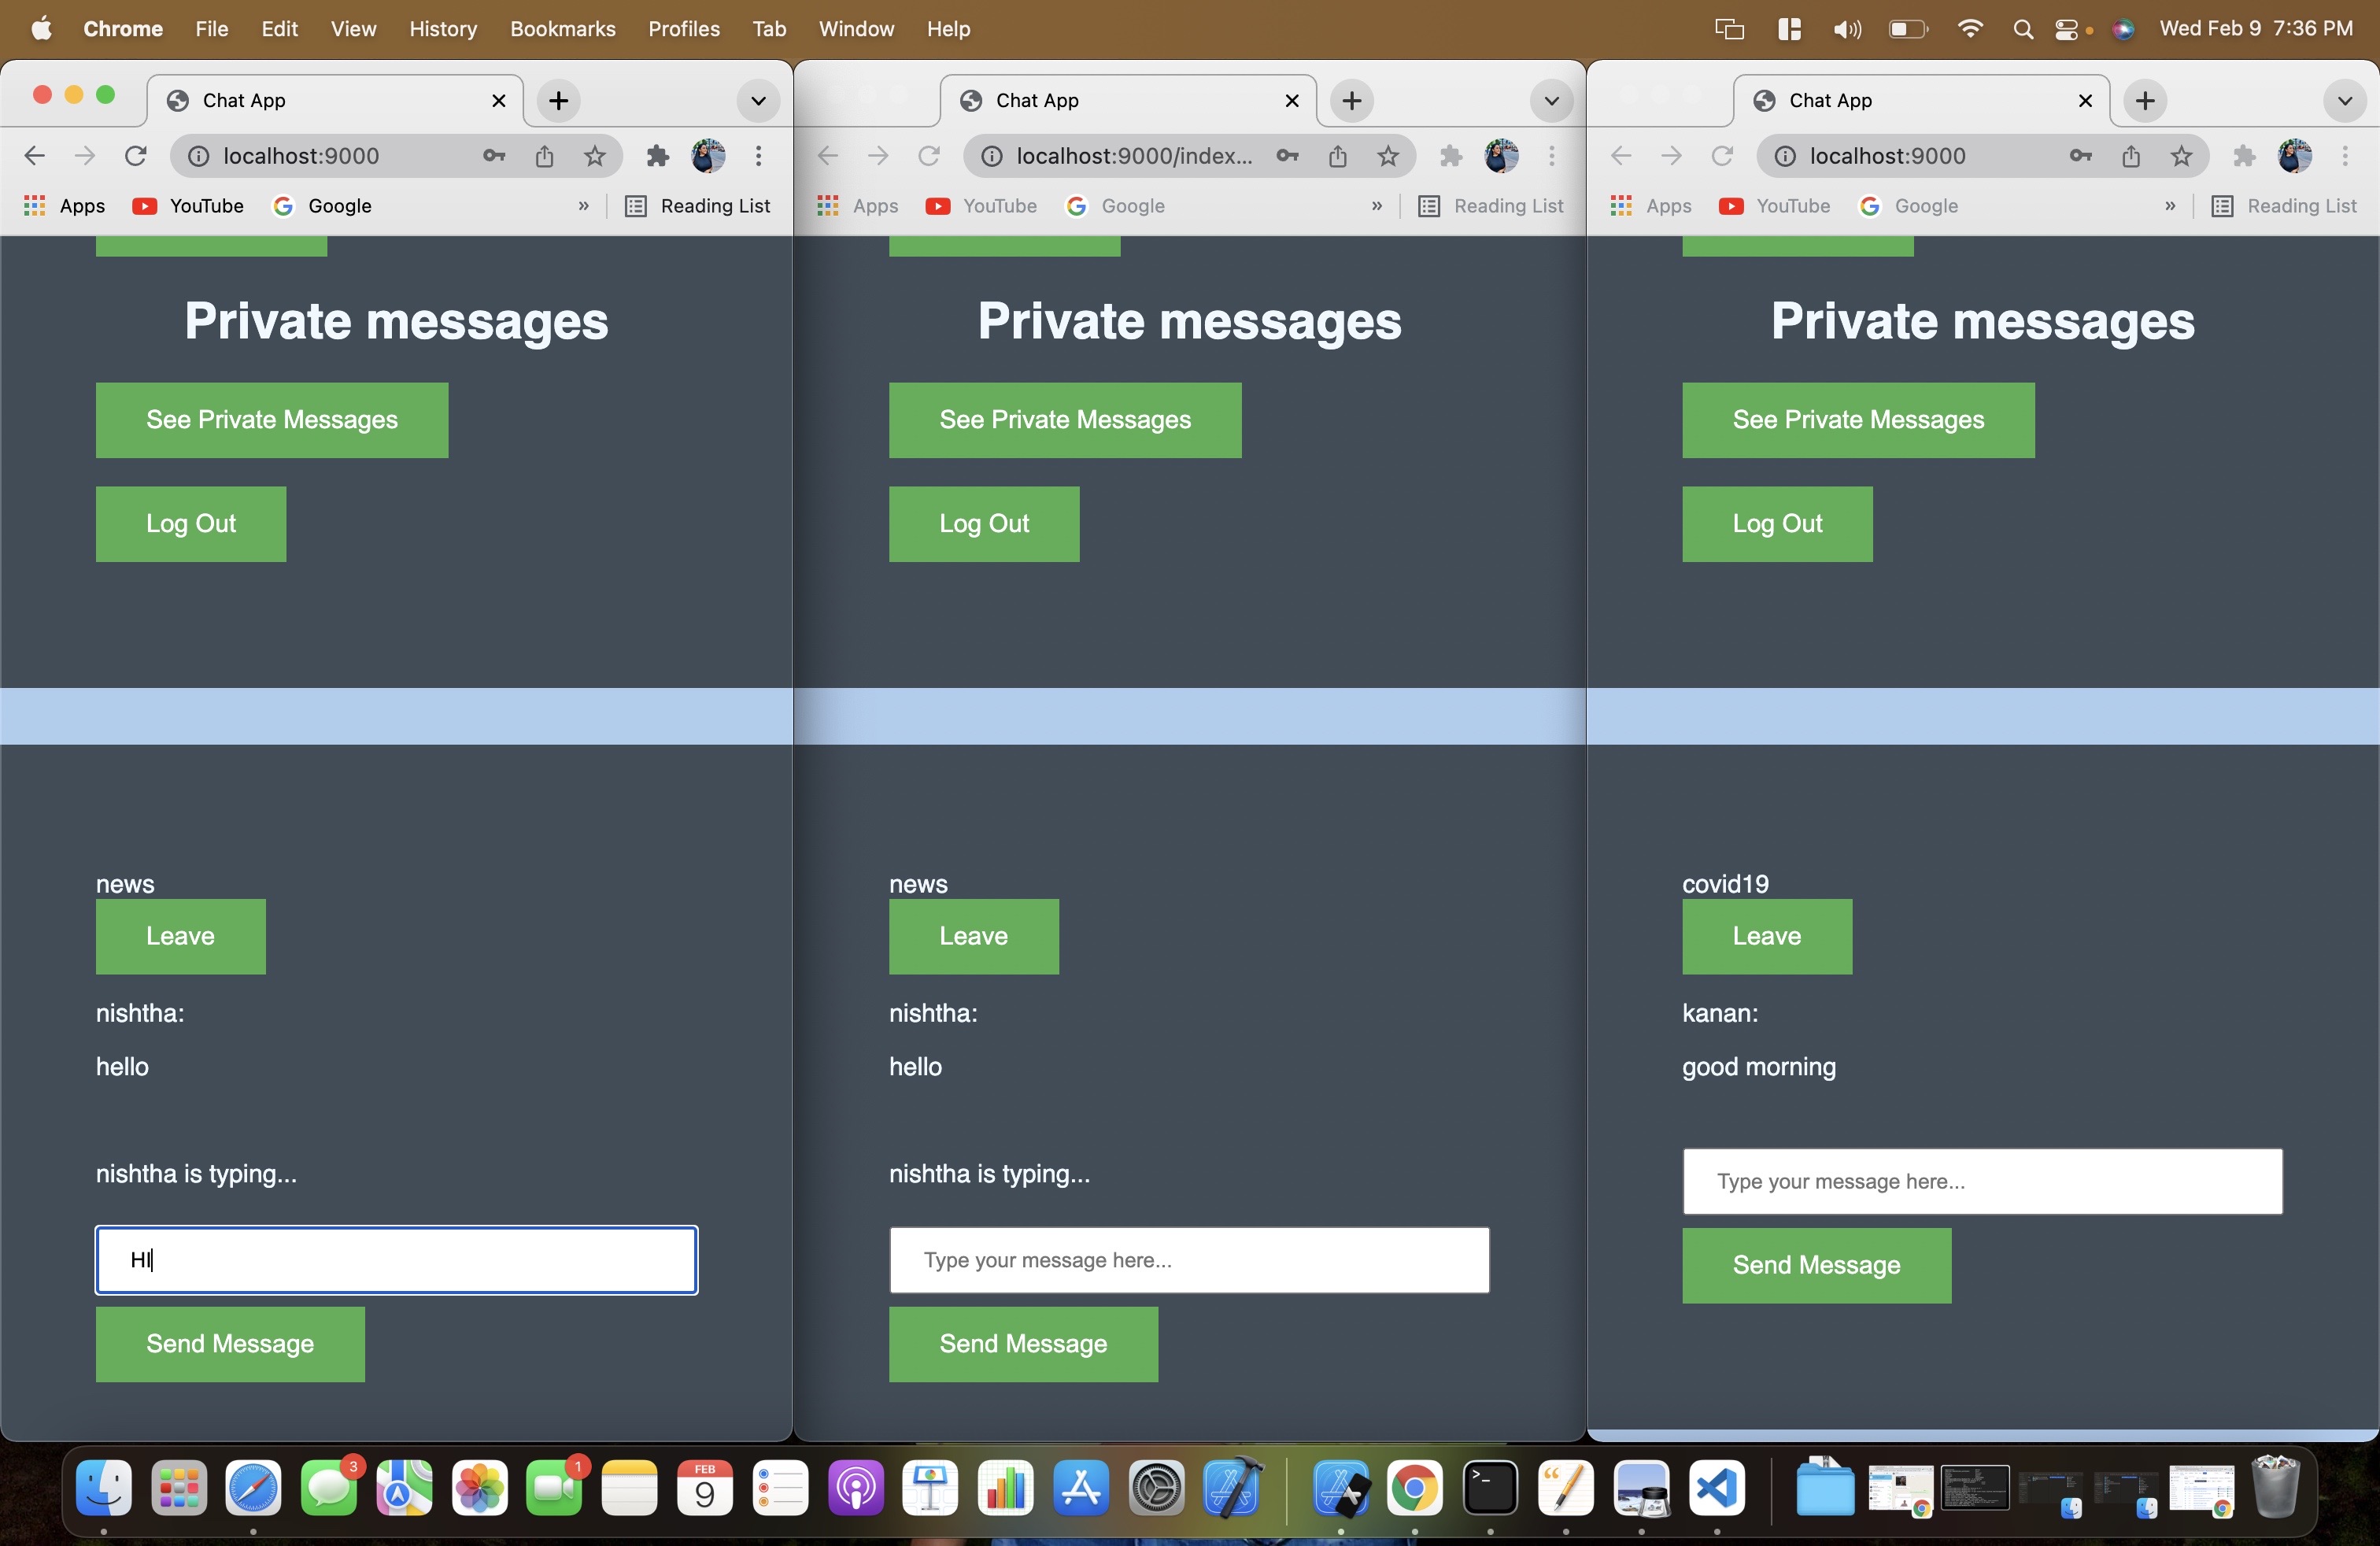 Chrome File Edit View History Bookmarks Profiles Tab Window Help Wed Feb 9 7:36 PM
Chat App
localhost:9000
Apps YouTube Google » Reading List
Private messages
See Private Messages
Log Out
news
Leave
nishtha:
hello
nishtha is typing...
HI
Send Message
Chat App
localhost:9000/index...
Apps YouTube Google » Reading List
Private messages
See Private Messages
Log Out
news
Leave
nishtha:
hello
nishtha is typing...
Type your message here...
Send Message
Chat App
localhost:9000
Apps YouTube Google » Reading List
Private messages
See Private Messages
Log Out
covid19
Leave
kanan:
good morning
Type your message here...
Send Message
3
1
FEB
9